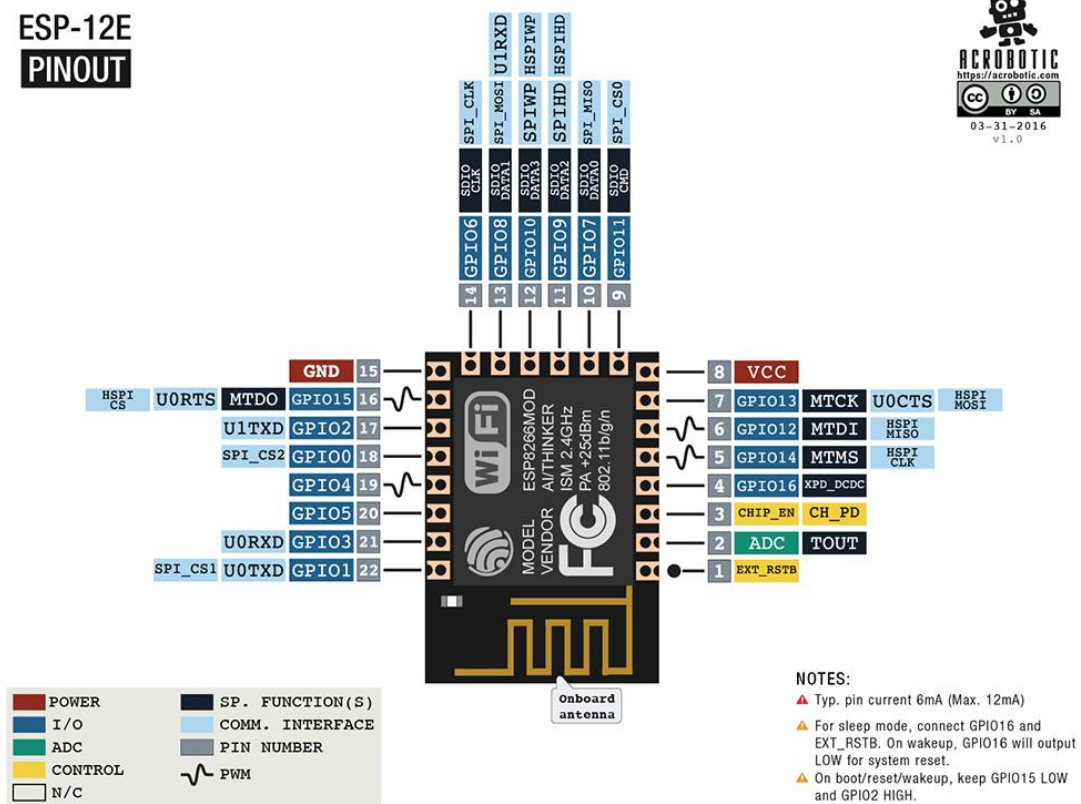 ESP-12E
PINOUT
ACROBOTIC
https://acrobotic.com
cc BY SA
03-31-2016
v1.0
U1RXD HSPIWP HSPIHD
SPI_CLK SPI_MOSI SPIWP SPIHD SPI_MISO SPI_CS0
SDIO CLK SDIO DATA1 SDIO DATA3 SDIO DATA2 SDIO DATA0 SDIO CMD
GPIO6 GPIO8 GPIO10 GPIO9 GPIO7 GPIO11
14 13 12 11 10 9
GND 15
HSPI CS U0RTS MTDO GPIO15 16
U1TXD GPIO2 17
SPI_CS2 GPIO0 18
GPIO4 19
GPIO5 20
U0RXD GPIO3 21
SPI_CS1 U0TXD GPIO1 22
WiFi
MODEL ESP8266MOD
VENDOR AI/THINKER
ISM 2.4GHz
PA +25dBm
802.11b/g/n
FC
8 VCC
7 GPIO13 MTCK U0CTS HSPI MOSI
6 GPIO12 MTDI HSPI MISO
5 GPIO14 MTMS HSPI CLK
4 GPIO16 XPD_DCDC
3 CHIP_EN CH_PD
2 ADC TOUT
1 EXT_RSTB
Onboard
antenna
POWER
I/O
ADC
CONTROL
N/C
SP. FUNCTION(S)
COMM. INTERFACE
PIN NUMBER
PWM
NOTES:
Typ. pin current 6mA (Max. 12mA)
For sleep mode, connect GPIO16 and
EXT_RSTB. On wakeup, GPIO16 will output
LOW for system reset.
On boot/reset/wakeup, keep GPIO15 LOW
and GPIO2 HIGH.